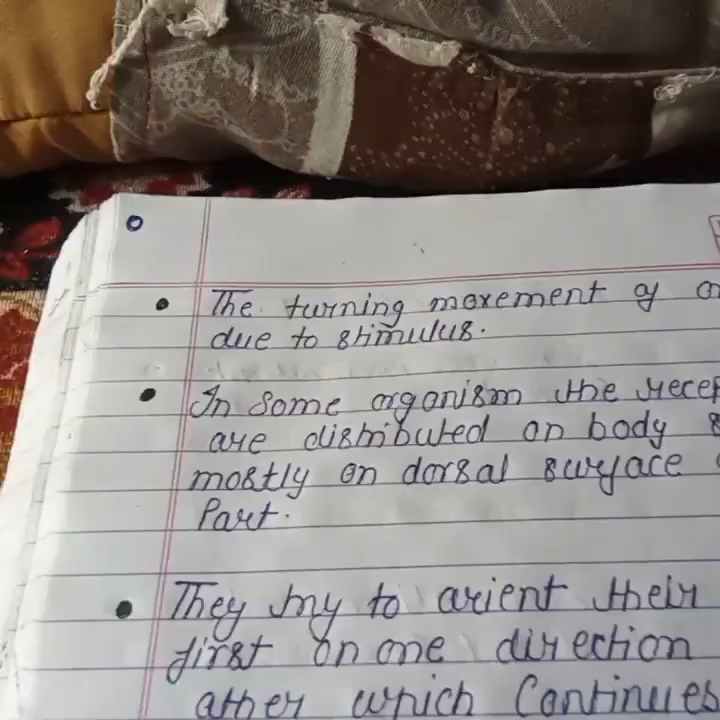 The turning movement of
due to stimulus.
In some organism the
are distributed on body
mostly on dorsal surface
Part.
They try to orient their
first on one direction
other which continues